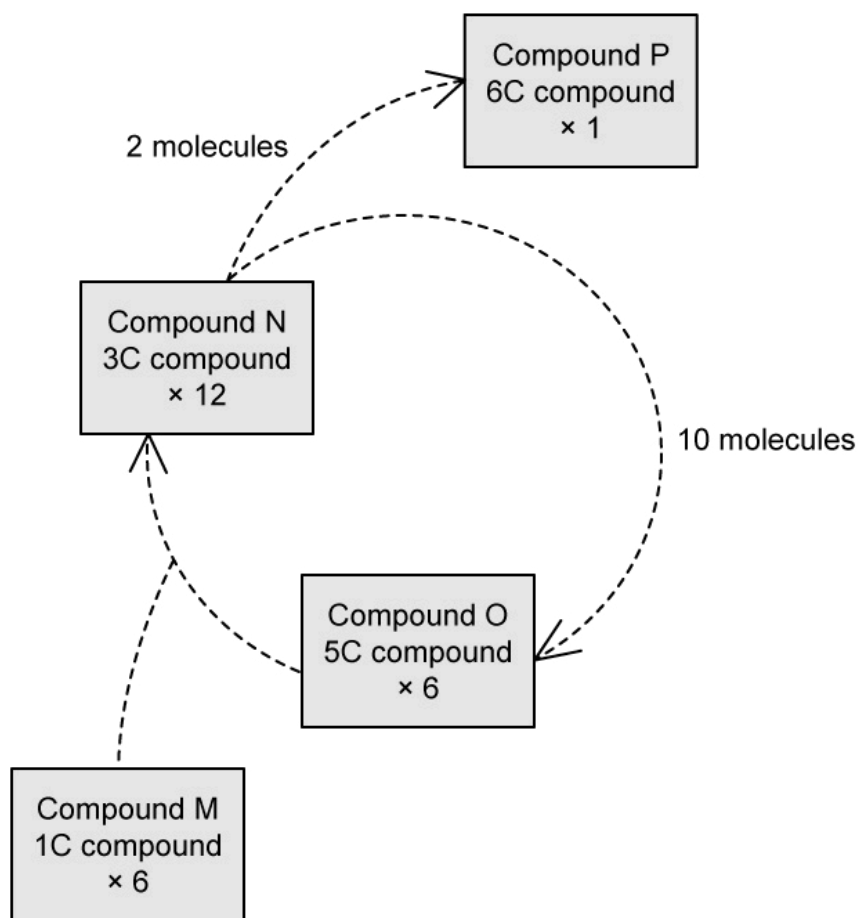 Compound P
6C compound
× 1
2 molecules
Compound N
3C compound
× 12
10 molecules
Compound O
5C compound
× 6
Compound M
1C compound
× 6